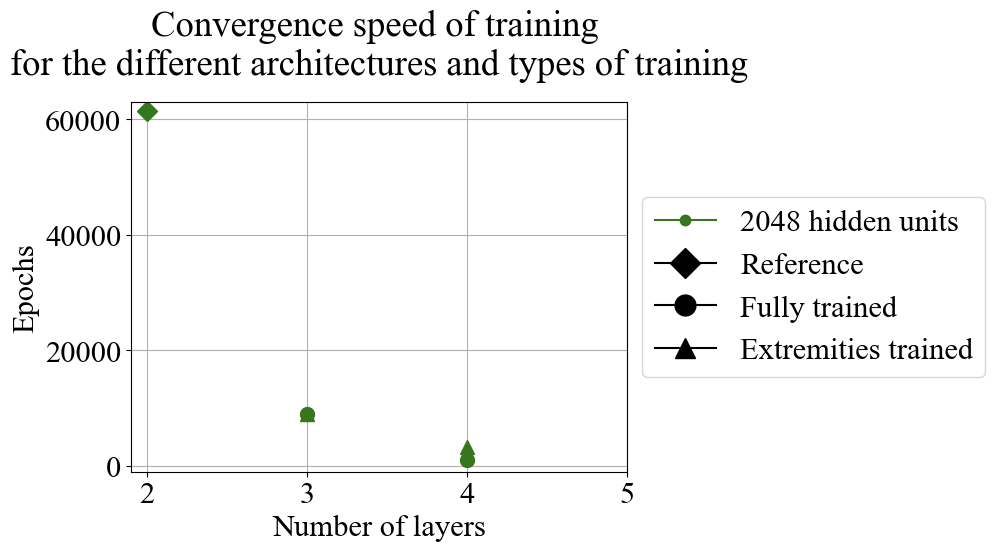 Convergence speed of training
for the different architectures and types of training
60000
40000
20000
0
Epochs
2
3
4
5
Number of layers
2048 hidden units
Reference
Fully trained
Extremities trained